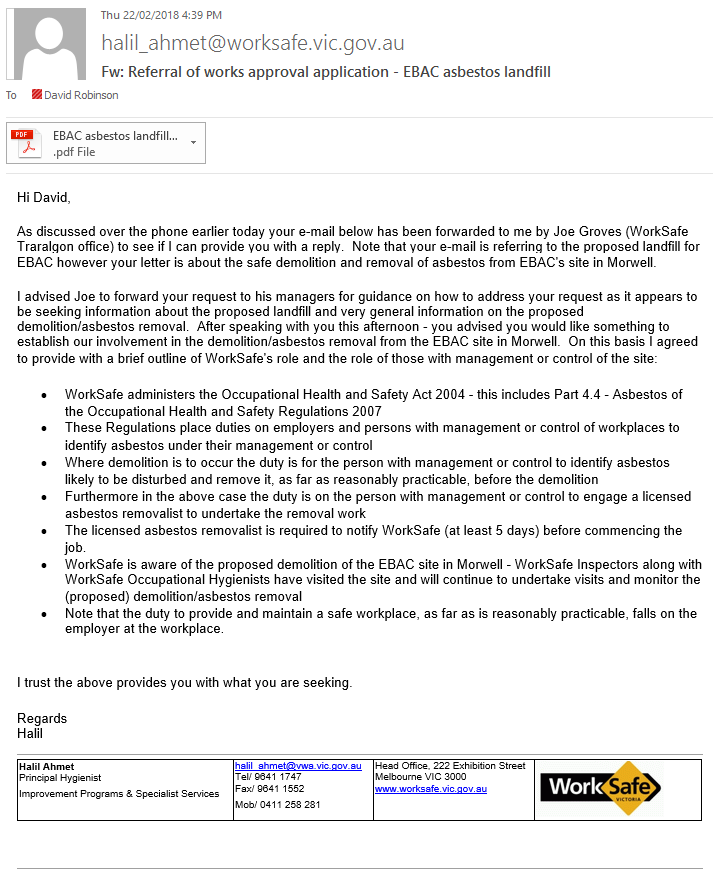 Thu 22/02/2018 4:39 PM
halil_ahmet@worksafe.vic.gov.au
Fw: Referral of works approval application - EBAC asbestos landfill
To David Robinson
PDF
EBAC asbestos landfill...
.pdf File
Hi David,
As discussed over the phone earlier today your e-mail below has been forwarded to me by Joe Groves (WorkSafe
Traralgon office) to see if I can provide you with a reply. Note that your e-mail is referring to the proposed landfill for
EBAC however your letter is about the safe demolition and removal of asbestos from EBAC's site in Morwell.
I advised Joe to forward your request to his managers for guidance on how to address your request as it appears to
be seeking information about the proposed landfill and very general information on the proposed
demolition/asbestos removal. After speaking with you this afternoon - you advised you would like something to
establish our involvement in the demolition/asbestos removal from the EBAC site in Morwell. On this basis I agreed
to provide with a brief outline of WorkSafe's role and the role of those with management or control of the site:
• WorkSafe administers the Occupational Health and Safety Act 2004 - this includes Part 4.4 - Asbestos of
the Occupational Health and Safety Regulations 2007
• These Regulations place duties on employers and persons with management or control of workplaces to
identify asbestos under their management or control
• Where demolition is to occur the duty is for the person with management or control to identify asbestos
likely to be disturbed and remove it, as far as reasonably practicable, before the demolition
• Furthermore in the above case the duty is on the person with management or control to engage a licensed
asbestos removalist to undertake the removal work
• The licensed asbestos removalist is required to notify WorkSafe (at least 5 days) before commencing the
job.
• WorkSafe is aware of the proposed demolition of the EBAC site in Morwell - WorkSafe Inspectors along with
WorkSafe Occupational Hygienists have visited the site and will continue to undertake visits and monitor the
(proposed) demolition/asbestos removal
• Note that the duty to provide and maintain a safe workplace, as far as is reasonably practicable, falls on the
employer at the workplace.
I trust the above provides you with what you are seeking.
Regards
Halil
Halil Ahmet
Principal Hygienist
Improvement Programs & Specialist Services
halil_ahmet@vwa.vic.gov.au
Tel/ 9641 1747
Fax/ 9641 1552
Mob/ 0411 258 281
Head Office, 222 Exhibition Street
Melbourne VIC 3000
www.worksafe.vic.gov.au
WorkSafe
VICTORIA